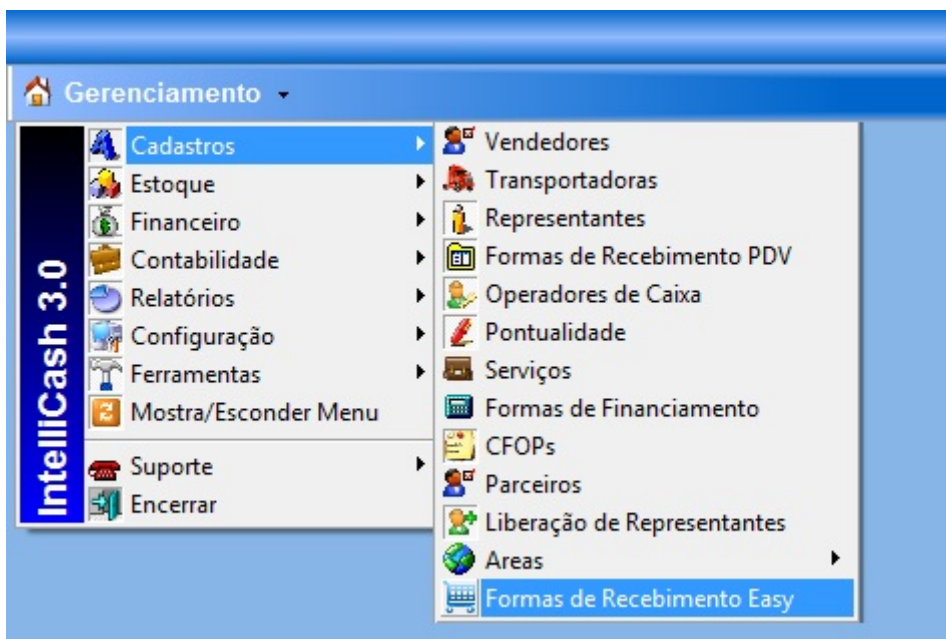 Gerenciamento
IntelliCash 3.0
Cadastros
Estoque
Financeiro
Contabilidade
Relatórios
Configuração
Ferramentas
Mostra/Esconder Menu
Suporte
Encerrar
Vendedores
Transportadoras
Representantes
Formas de Recebimento PDV
Operadores de Caixa
Pontualidade
Serviços
Formas de Financiamento
CFOPs
Parceiros
Liberação de Representantes
Areas
Formas de Recebimento Easy